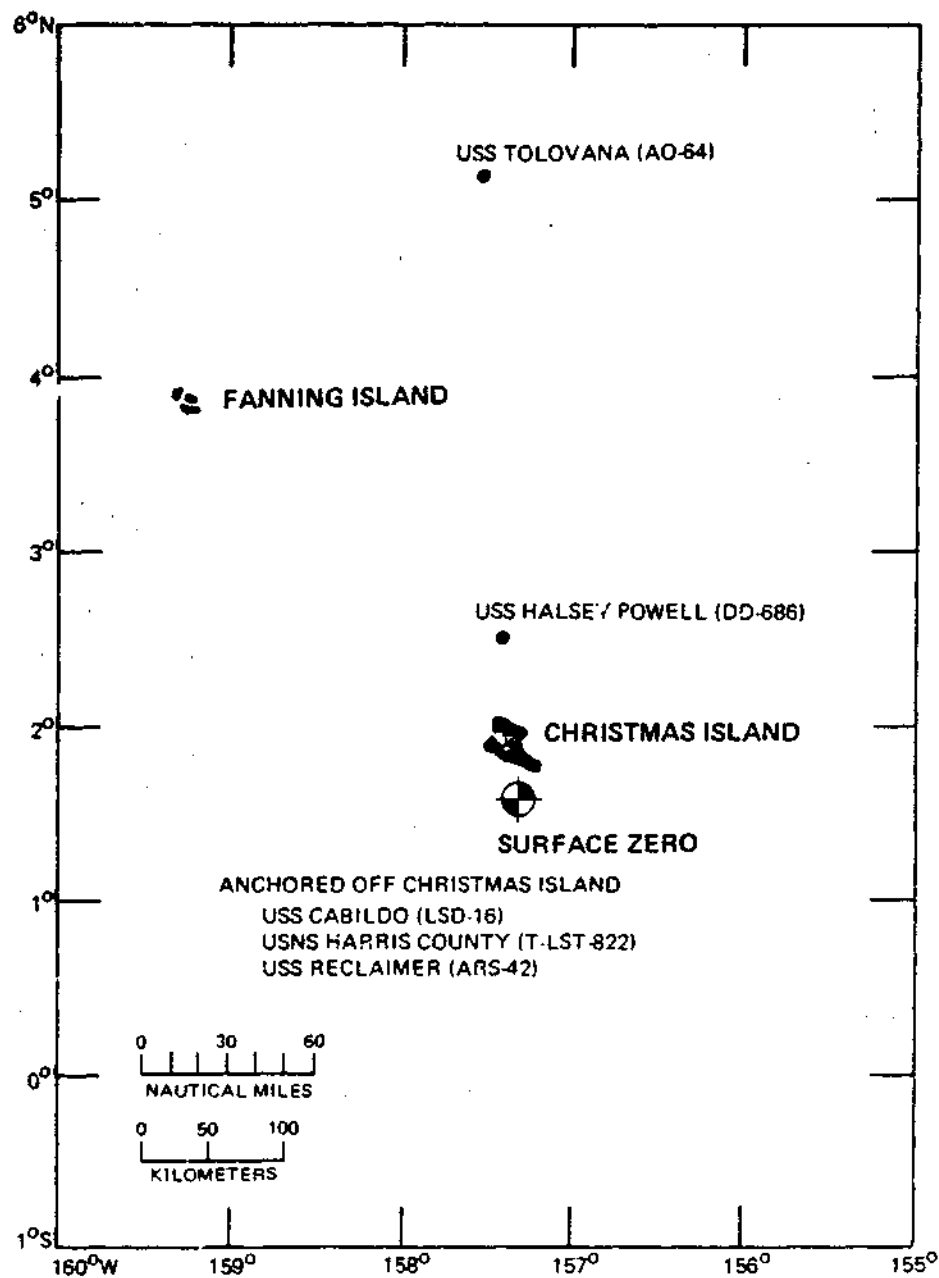 6°N
USS TOLOVANA (AO-64)
5°
4°
FANNING ISLAND
3°
USS HALSEY POWELL (DD-686)
2°
CHRISTMAS ISLAND
SURFACE ZERO
ANCHORED OFF CHRISTMAS ISLAND
1°
USS CABILDO (LSD-16)
USNS HARRIS COUNTY (T-LST-822)
USS RECLAIMER (ARS-42)
0 30 60
0°
NAUTICAL MILES
0 50 100
KILOMETERS
1°S
160°W 159° 158° 157° 156° 155°